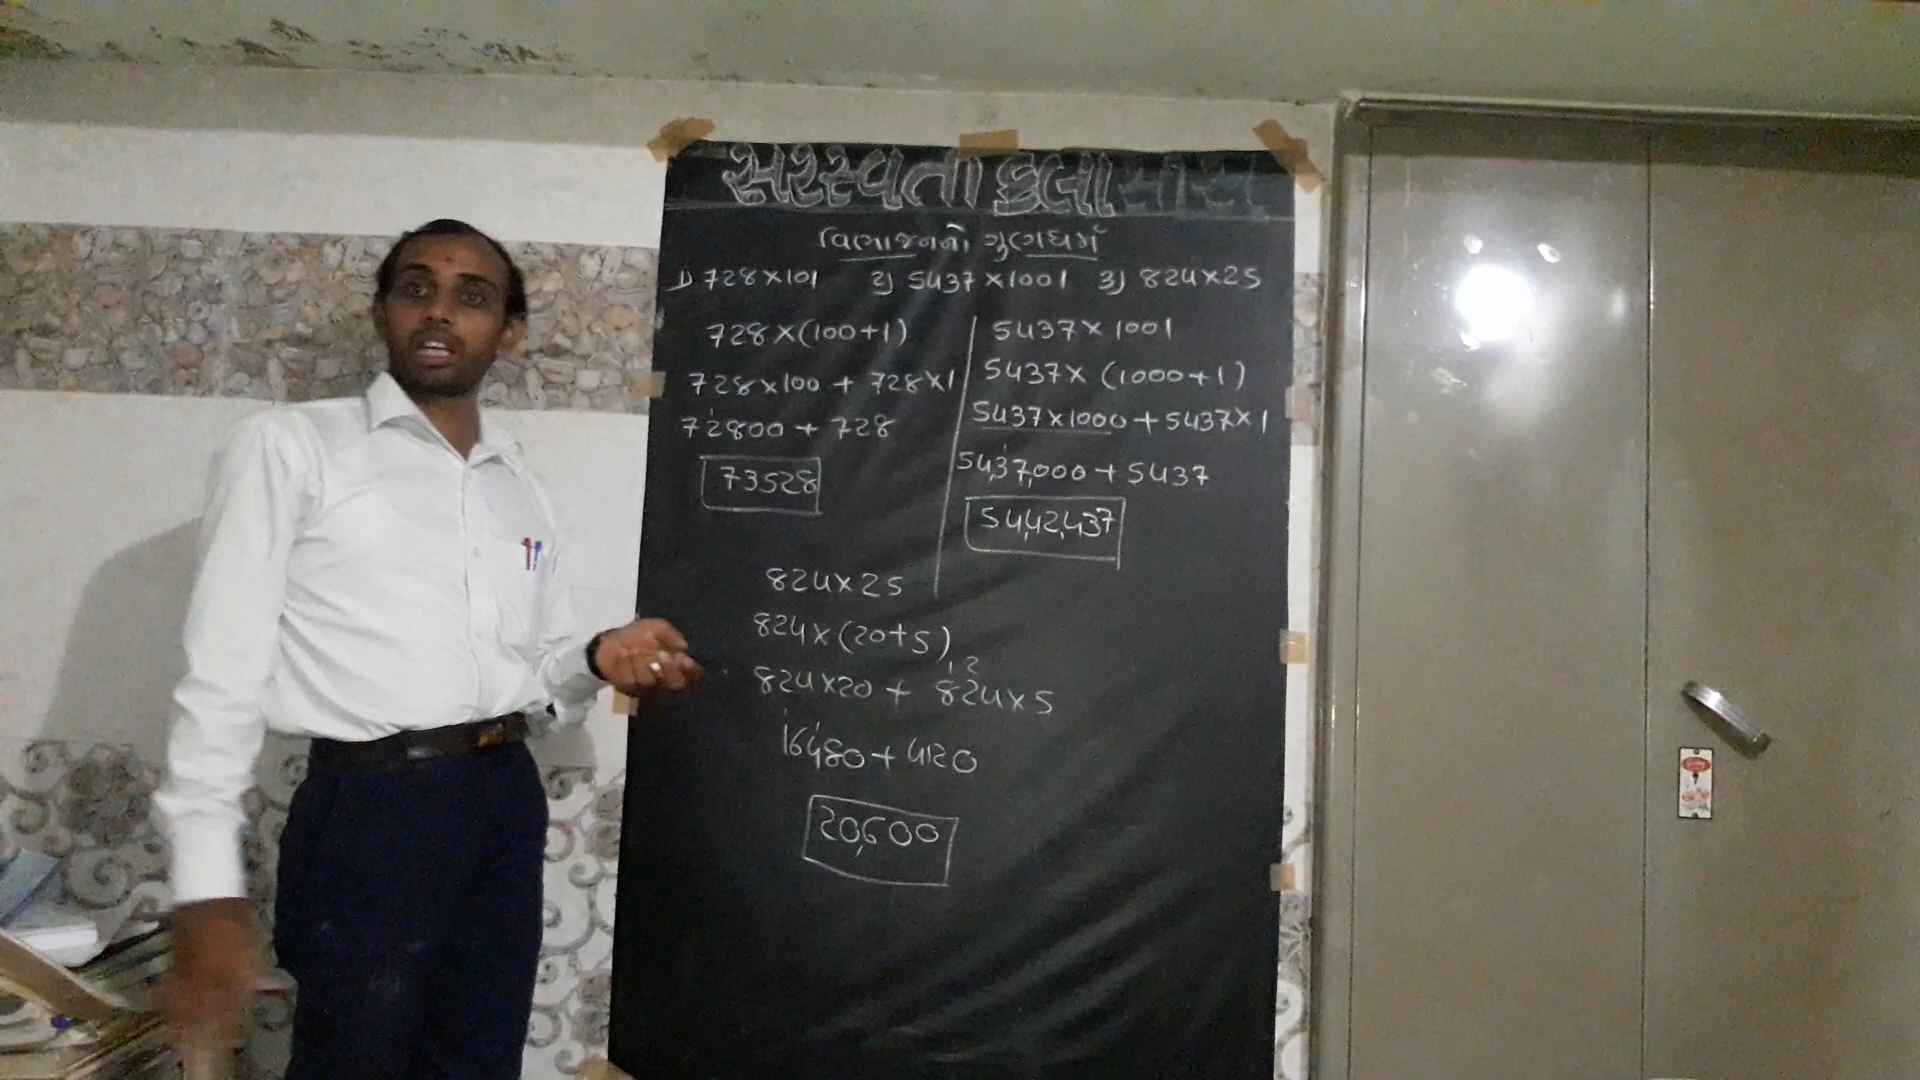 સરસ્વતી કલાસીસ
વિભાજનનો ગુણધર્મ
1) 728×101 2) 5437×1001 3) 824×25
728×(100+1)
728×100 + 728×1
72800 + 728
73528
5437×1001
5437×(1000+1)
5437×1000+5437×1
54,37,000+5437
54,42,437
824×25
824×(20+5)
824×20 + 824×5
16480+4120
20,600